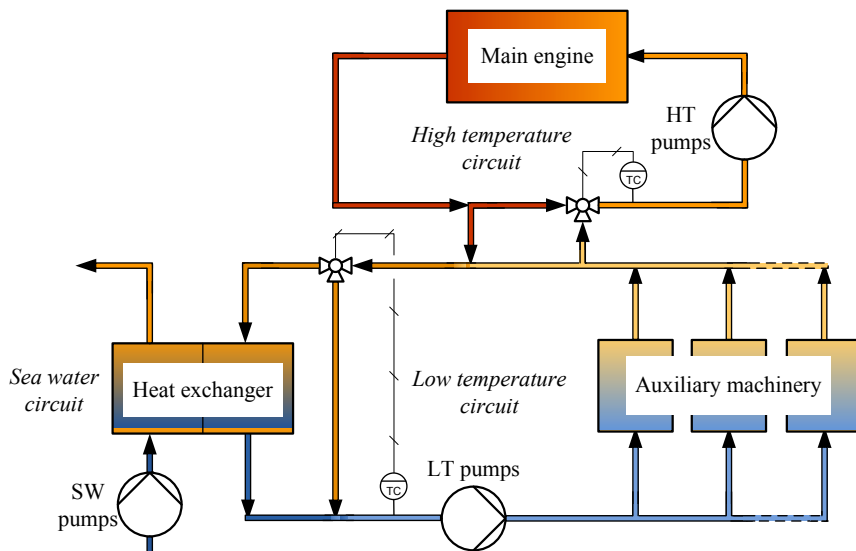 Main engine
HT
pumps
High temperature
circuit
TC
Sea water
circuit
Heat exchanger
Low temperature
circuit
Auxiliary machinery
LT pumps
TC
SW
pumps